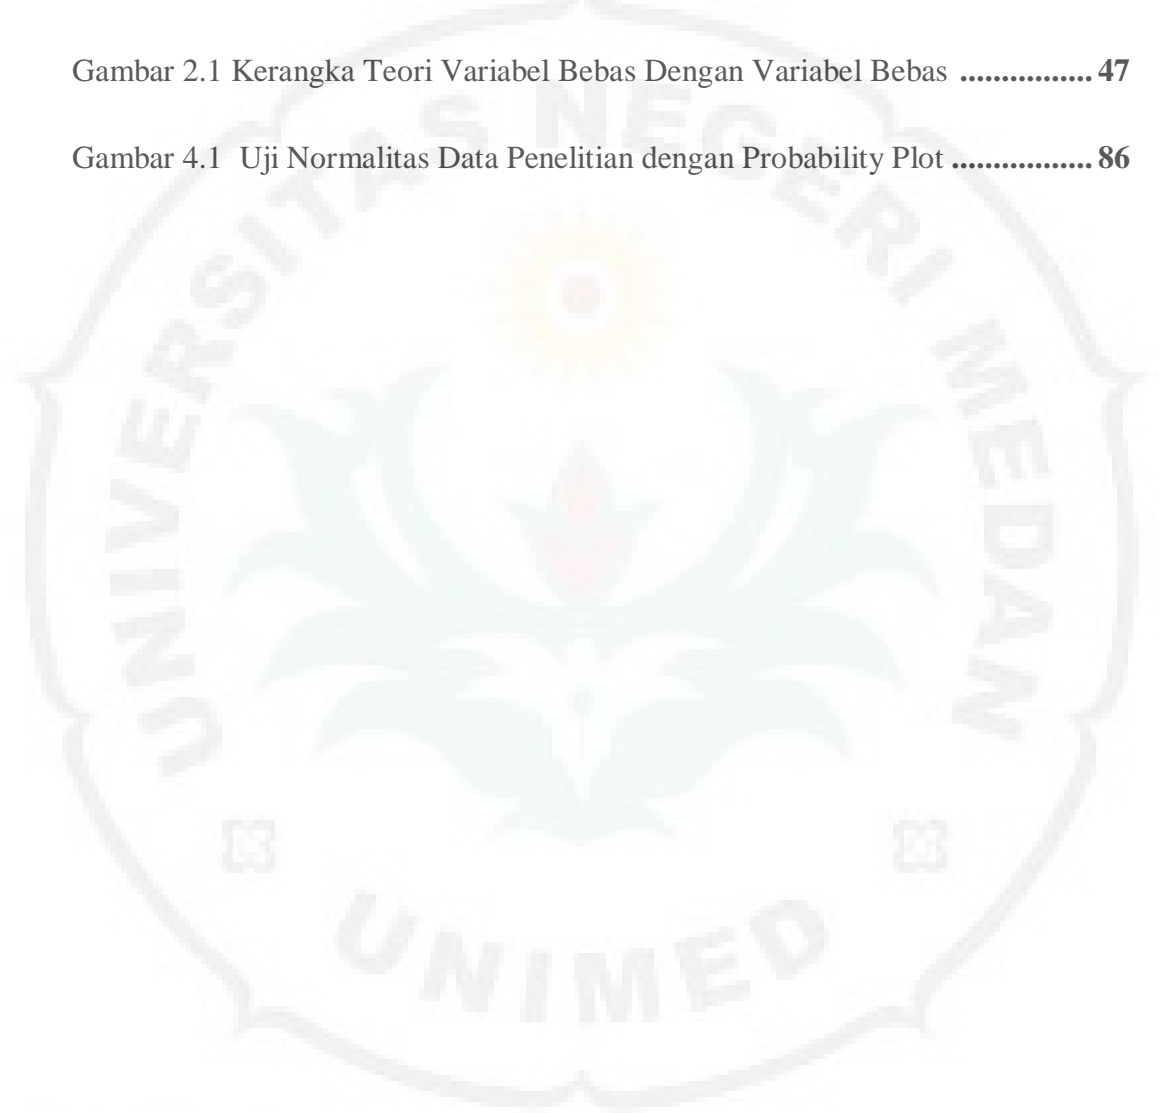 Gambar 2.1 Kerangka Teori Variabel Bebas Dengan Variabel Bebas ................ 47
Gambar 4.1 Uji Normalitas Data Penelitian dengan Probability Plot ................. 86
UNIVERSITAS NEGERI MEDAN
UNIMED